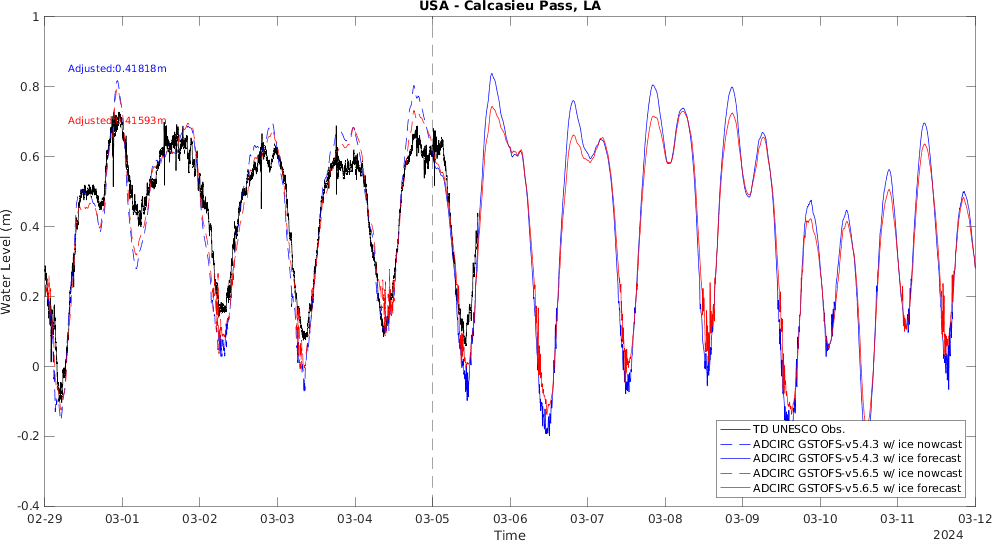 USA - Calcasieu Pass, LA
1
0.8
0.6
0.4
0.2
0
-0.2
-0.4
Water Level (m)
Adjusted:0.41818m
Adjusted:0.41593m
TD UNESCO Obs.
ADCIRC GSTOFS-v5.4.3 w/ ice nowcast
ADCIRC GSTOFS-v5.4.3 w/ ice forecast
ADCIRC GSTOFS-v5.6.5 w/ ice nowcast
ADCIRC GSTOFS-v5.6.5 w/ ice forecast
02-29 03-01 03-02 03-03 03-04 03-05 03-06 03-07 03-08 03-09 03-10 03-11 03-12
Time
2024